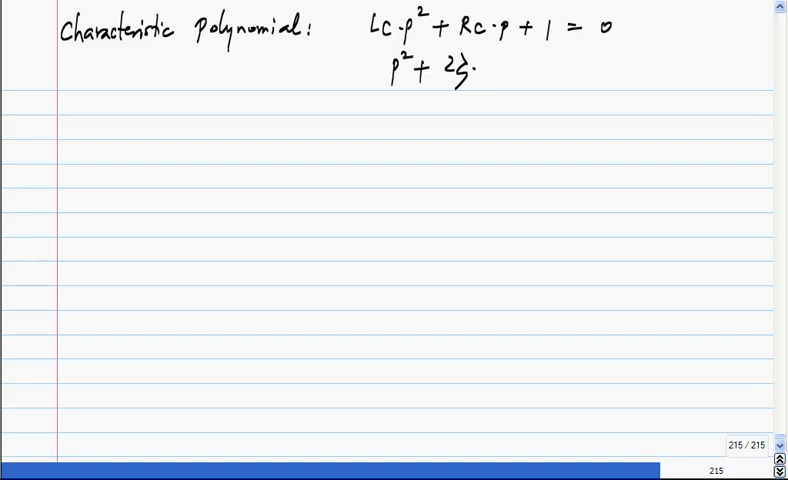 Characteristic Polynomial: LC·p² + RC·p + 1 = 0
p² + 2ζ·
215 / 215
215